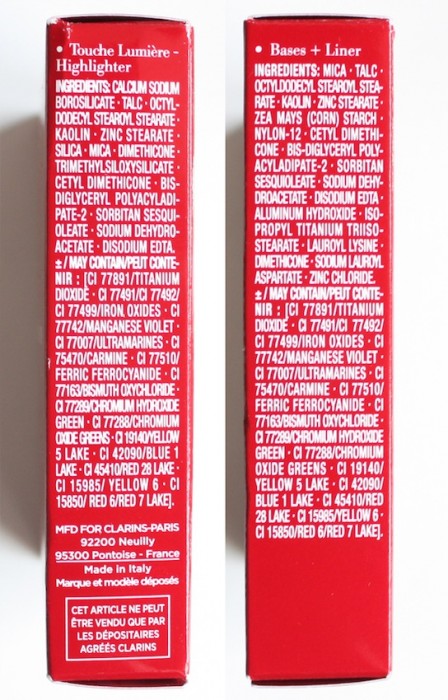 • Touche Lumière -
Highlighter
INGREDIENTS: CALCIUM SODIUM
BOROSILICATE · TALC · OCTYL-
DODECYL STEAROYL STEARATE ·
KAOLIN · ZINC STEARATE ·
SILICA · MICA · DIMETHICONE ·
TRIMETHYLSILOXYSILICATE ·
CETYL DIMETHICONE · BIS-
DIGLYCERYL POLYACYLADI-
PATE-2 · SORBITAN SESQUI-
OLEATE · SODIUM DEHYDRO-
ACETATE · DISODIUM EDTA.
± / MAY CONTAIN/PEUT CONTE-
NIR : [CI 77891/TITANIUM
DIOXIDE · CI 77491/CI 77492/
CI 77499/IRON OXIDES · CI
77742/MANGANESE VIOLET ·
CI 77007/ULTRAMARINES · CI
75470/CARMINE · CI 77510/
FERRIC FERROCYANIDE · CI
77163/BISMUTH OXYCHLORIDE ·
CI 77289/CHROMIUM HYDROXIDE
GREEN · CI 77288/CHROMIUM
OXIDE GREENS · CI 19140/YELLOW
5 LAKE · CI 42090/BLUE 1
LAKE · CI 45410/RED 28 LAKE ·
CI 15985/ YELLOW 6 · CI
15850/ RED 6/RED 7 LAKE].
MFD FOR CLARINS-PARIS
92200 Neuilly
95300 Pontoise - France
Made in Italy
Marque et modèle déposés
CET ARTICLE NE PEUT
ÊTRE VENDU QUE PAR
LES DÉPOSITAIRES
AGRÉÉS CLARINS
• Bases + Liner
INGREDIENTS: MICA · TALC ·
OCTYLDODECYL STEAROYL STEA-
RATE · KAOLIN · ZINC STEARATE ·
ZEA MAYS (CORN) STARCH ·
NYLON-12 · CETYL DIMETHI-
CONE · BIS-DIGLYCERYL POLY-
ACYLADIPATE-2 · SORBITAN
SESQUIOLEATE · SODIUM DEHY-
DROACETATE · DISODIUM EDTA ·
ALUMINUM HYDROXIDE · ISO-
PROPYL TITANIUM TRIISO-
STEARATE · LAUROYL LYSINE ·
DIMETHICONE · SODIUM LAUROYL
ASPARTATE · ZINC CHLORIDE.
± / MAY CONTAIN/PEUT CONTE-
NIR : [CI 77891/TITANIUM
DIOXIDE · CI 77491/CI 77492/
CI 77499/IRON OXIDES · CI
77742/MANGANESE VIOLET ·
CI 77007/ULTRAMARINES · CI
75470/CARMINE · CI 77510/
FERRIC FERROCYANIDE · CI
77163/BISMUTH OXYCHLORIDE ·
CI 77289/CHROMIUM HYDROXIDE
GREEN · CI 77288/CHROMIUM
OXIDE GREENS · CI 19140/
YELLOW 5 LAKE · CI 42090/
BLUE 1 LAKE · CI 45410/RED
28 LAKE · CI 15985/YELLOW 6 ·
CI 15850/RED 6/RED 7 LAKE].